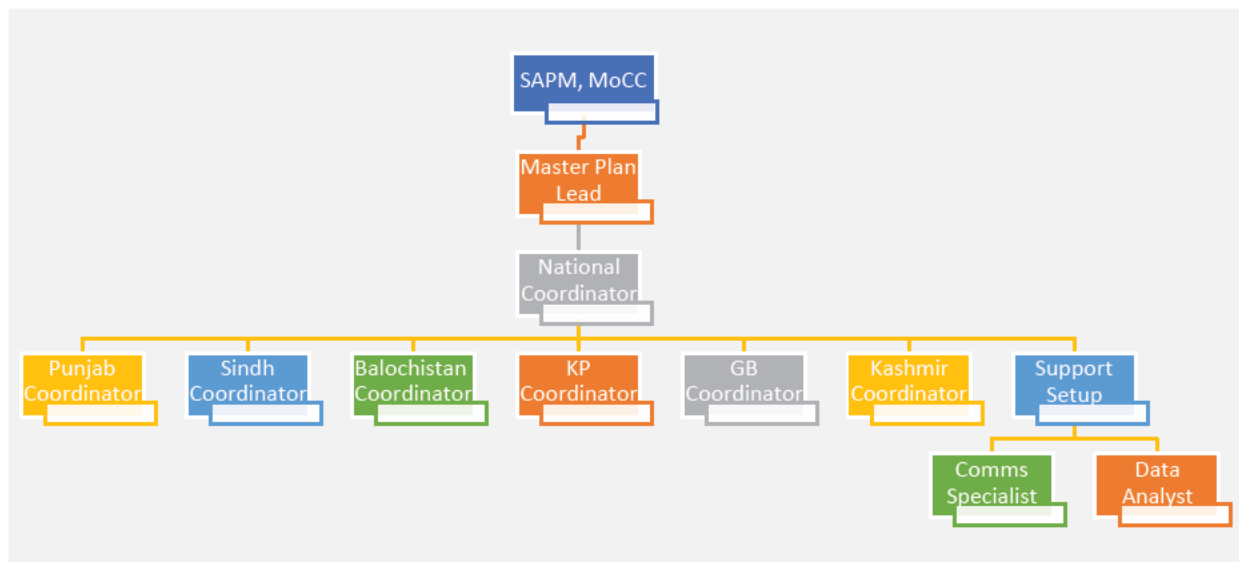 SAPM, MoCC
Master Plan
Lead
National
Coordinator
Punjab
Coordinator
Sindh
Coordinator
Balochistan
Coordinator
KP
Coordinator
GB
Coordinator
Kashmir
Coordinator
Support
Setup
Comms
Specialist
Data
Analyst